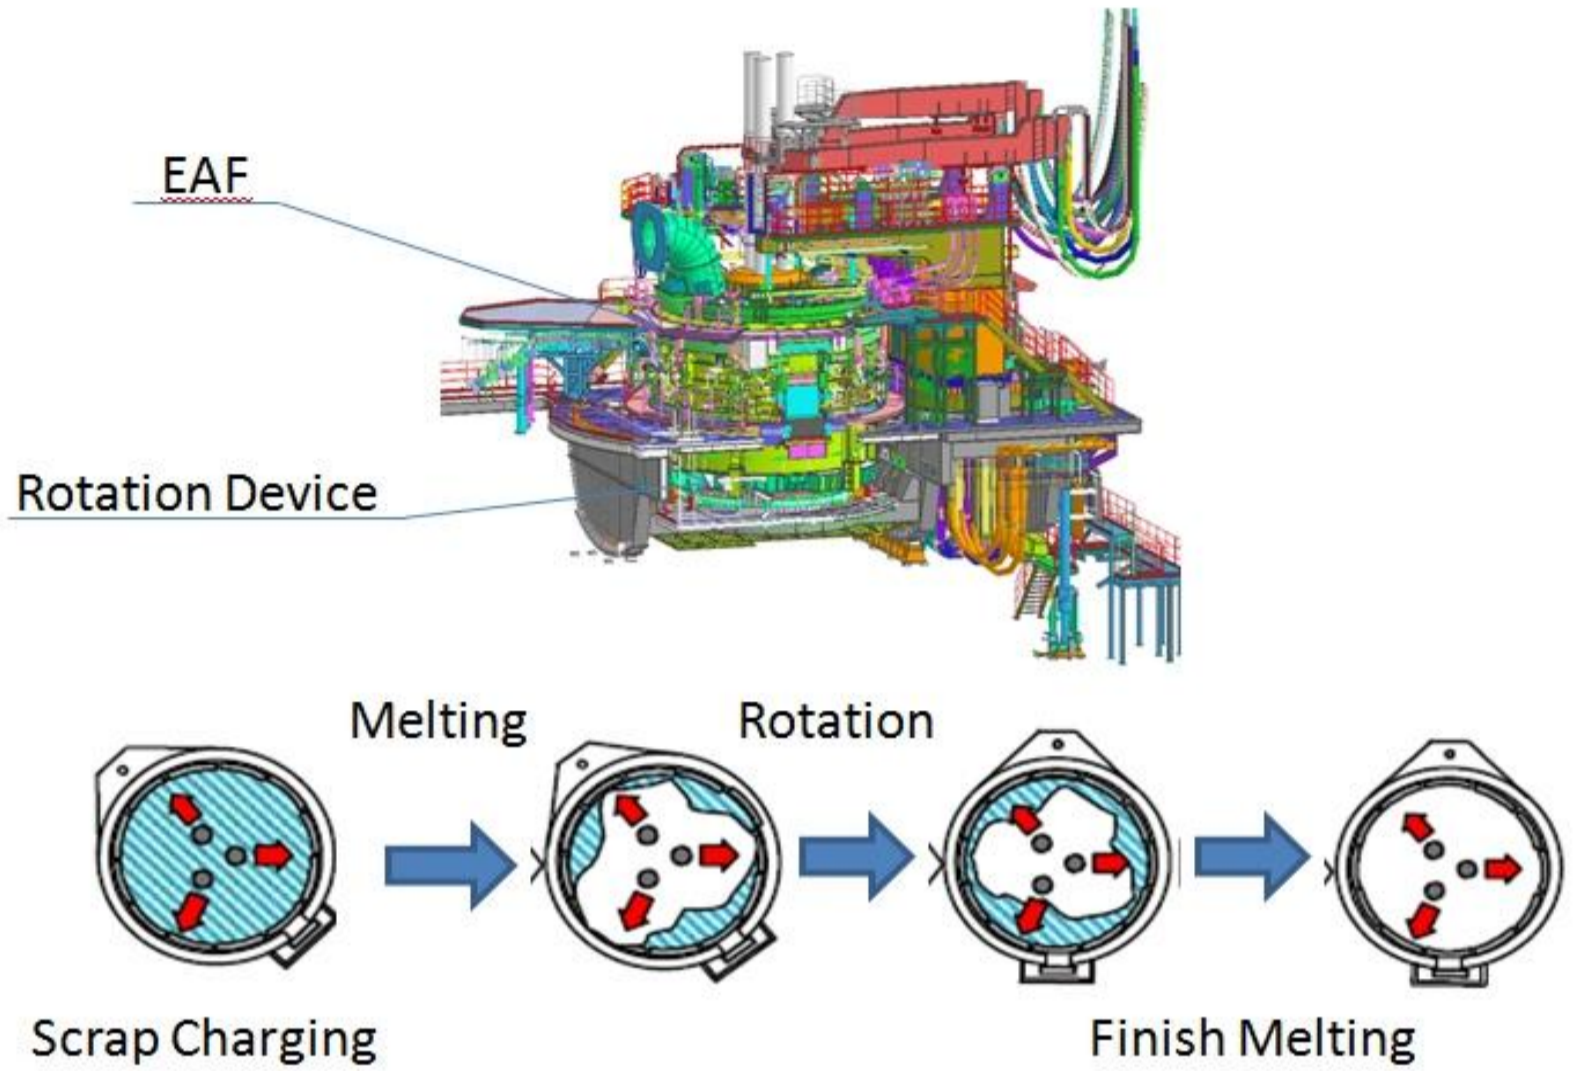 EAF
Rotation Device
Melting
Rotation
Scrap Charging
Finish Melting